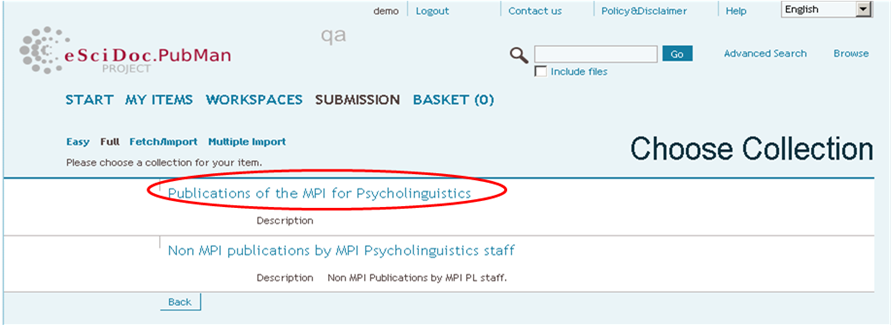 demo Logout Contact us Policy&Disclaimer Help English
qa
eSciDoc.PubMan
PROJECT
Go Advanced Search Browse
Include files
START MY ITEMS WORKSPACES SUBMISSION BASKET (0)
Easy Full Fetch/Import Multiple Import
Choose Collection
Please choose a collection for your item.
Publications of the MPI for Psycholinguistics
Description
Non MPI publications by MPI Psycholinguistics staff
Description Non MPI Publications by MPI PL staff.
Back